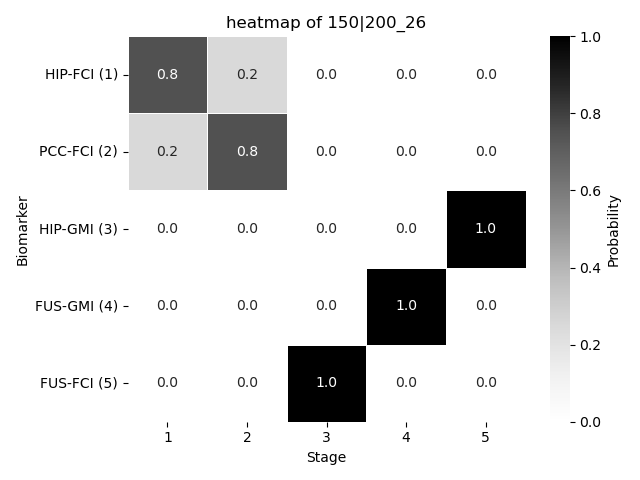 heatmap of 150|200_26
Biomarker
HIP-FCI (1) 0.8 0.2 0.0 0.0 0.0
PCC-FCI (2) 0.2 0.8 0.0 0.0 0.0
HIP-GMI (3) 0.0 0.0 0.0 0.0 1.0
FUS-GMI (4) 0.0 0.0 0.0 1.0 0.0
FUS-FCI (5) 0.0 0.0 1.0 0.0 0.0
1 2 3 4 5
Stage
1.0
0.8
0.6
0.4
0.2
0.0
Probability